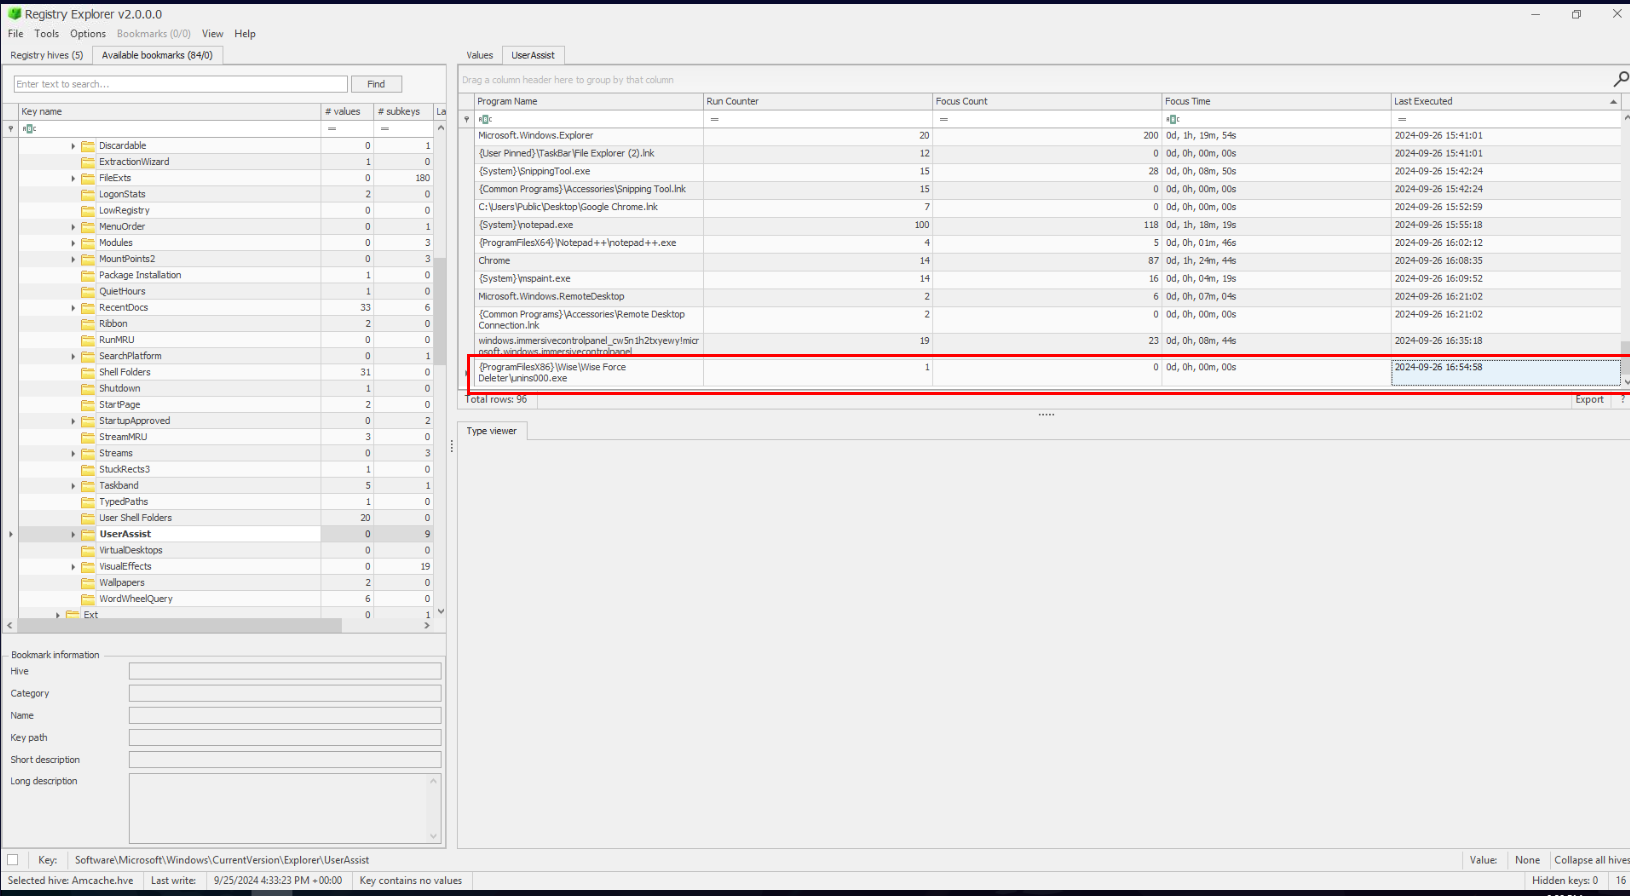 Registry Explorer v2.0.0.0
File Tools Options Bookmarks (0/0) View Help
Registry hives (5) Available bookmarks (84/0)
Enter text to search... Find
Key name # values # subkeys La
= =
Discardable 0 1
ExtractionWizard 1 0
FileExts 0 180
LogonStats 2 0
LowRegistry 0 0
MenuOrder 0 1
Modules 0 3
MountPoints2 0 3
Package Installation 1 0
QuietHours 1 0
RecentDocs 33 6
Ribbon 2 0
RunMRU 0 0
SearchPlatform 0 1
Shell Folders 31 0
Shutdown 1 0
StartPage 2 0
StartupApproved 0 2
StreamMRU 3 0
Streams 0 3
StuckRects3 1 0
Taskband 5 1
TypedPaths 1 0
User Shell Folders 20 0
UserAssist 0 9
VirtualDesktops 0 0
VisualEffects 0 19
Wallpapers 2 0
WordWheelQuery 6 0
Ext 0 1
Bookmark information
Hive
Category
Name
Key path
Short description
Long description
Values UserAssist
Drag a column header here to group by that column
Program Name Run Counter Focus Count Focus Time Last Executed
= = =
Microsoft.Windows.Explorer 20 200 0d, 1h, 19m, 54s 2024-09-26 15:41:01
{User Pinned}\TaskBar\File Explorer (2).lnk 12 0 0d, 0h, 00m, 00s 2024-09-26 15:41:01
{System}\SnippingTool.exe 15 28 0d, 0h, 08m, 50s 2024-09-26 15:42:24
{Common Programs}\Accessories\Snipping Tool.lnk 15 0 0d, 0h, 00m, 00s 2024-09-26 15:42:24
C:\Users\Public\Desktop\Google Chrome.lnk 7 0 0d, 0h, 00m, 00s 2024-09-26 15:52:59
{System}\notepad.exe 100 118 0d, 1h, 18m, 19s 2024-09-26 15:55:18
{ProgramFilesX64}\Notepad++\notepad++.exe 4 5 0d, 0h, 01m, 46s 2024-09-26 16:02:12
Chrome 14 87 0d, 1h, 24m, 44s 2024-09-26 16:08:35
{System}\mspaint.exe 14 16 0d, 0h, 04m, 19s 2024-09-26 16:09:52
Microsoft.Windows.RemoteDesktop 2 6 0d, 0h, 07m, 04s 2024-09-26 16:21:02
{Common Programs}\Accessories\Remote Desktop 2 0 0d, 0h, 00m, 00s 2024-09-26 16:21:02
Connection.lnk
windows.immersivecontrolpanel_cw5n1h2txyewy!micr 19 23 0d, 0h, 08m, 44s 2024-09-26 16:35:18
osoft.windows.immersivecontrolpanel
{ProgramFilesX86}\Wise\Wise Force 1 0 0d, 0h, 00m, 00s 2024-09-26 16:54:58
Deleter\unins000.exe
Total rows: 96 Export ?
Type viewer
Key: Software\Microsoft\Windows\CurrentVersion\Explorer\UserAssist Value: None Collapse all hives
Selected hive: Amcache.hve Last write: 9/25/2024 4:33:23 PM +00:00 Key contains no values Hidden keys: 0 16